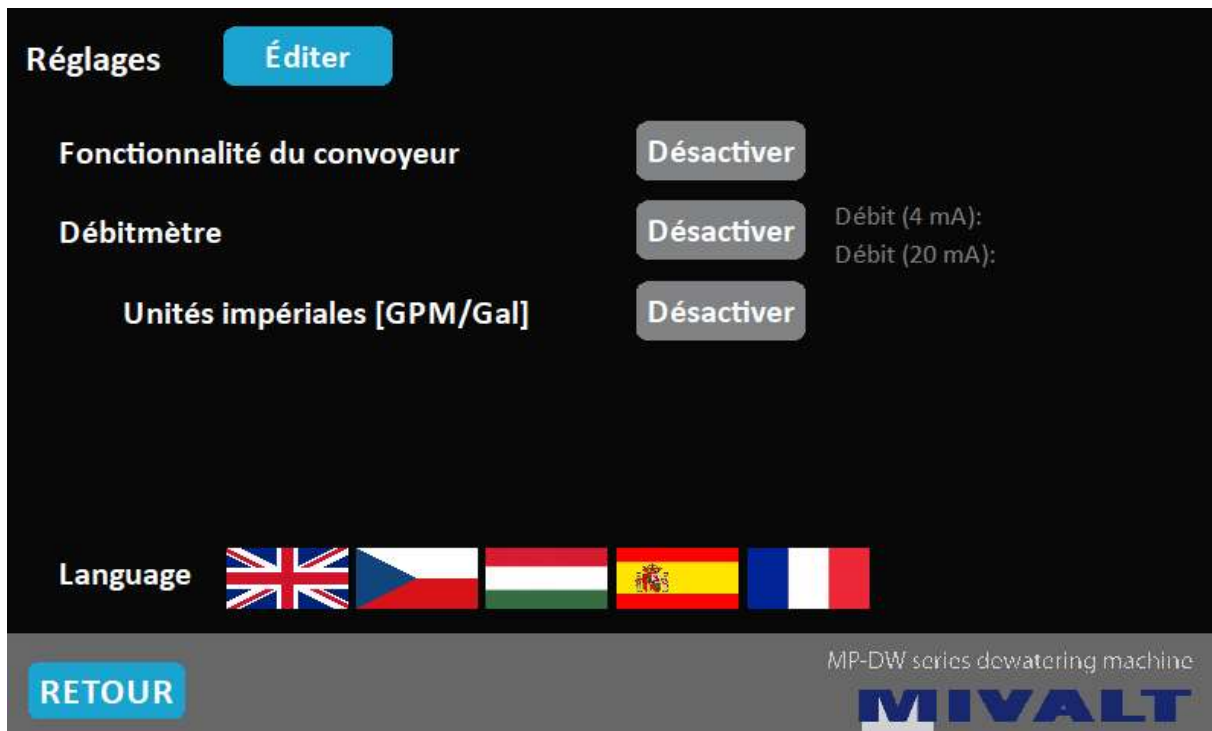 Réglages Éditer
Fonctionnalité du convoyeur Désactiver
Débitmètre Désactiver Débit (4 mA):
Débit (20 mA):
Unités impériales [GPM/Gal] Désactiver
Language
RETOUR
MP-DW series dewatering machine
MIVALT